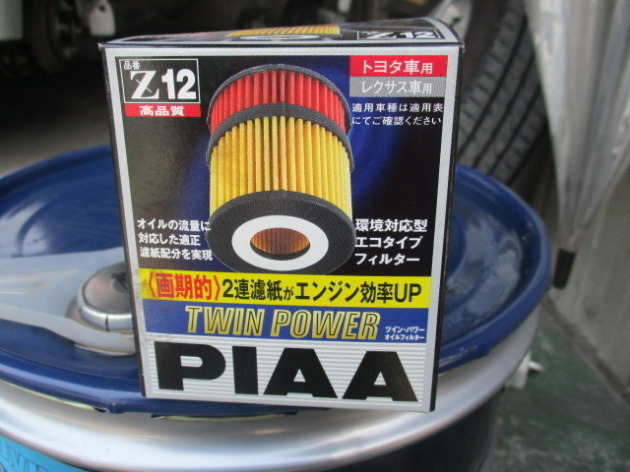 品番
Z12
高品質
トヨタ車用
レクサス車用
適用車種は適用表
にてご確認ください
オイルの流量に
対応した適正
濾紙配分を実現
環境対応型
エコタイプ
フィルター
〈画期的〉2連濾紙がエンジン効率UP
TWIN POWER
ツイン・パワー
オイルフィルター
PIAA